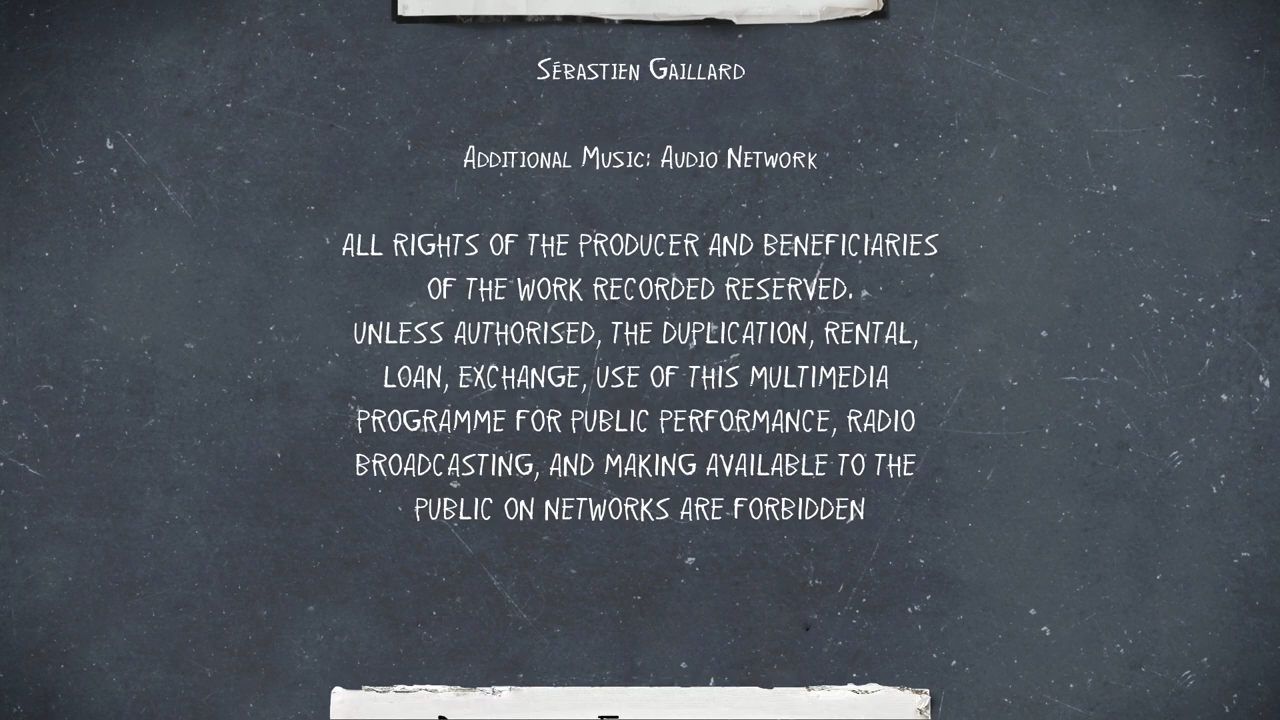 Sébastien Gaillard
Additional Music: Audio Network
ALL RIGHTS OF THE PRODUCER AND BENEFICIARIES
OF THE WORK RECORDED RESERVED.
UNLESS AUTHORISED, THE DUPLICATION, RENTAL,
LOAN, EXCHANGE, USE OF THIS MULTIMEDIA
PROGRAMME FOR PUBLIC PERFORMANCE, RADIO
BROADCASTING, AND MAKING AVAILABLE TO THE
PUBLIC ON NETWORKS ARE FORBIDDEN